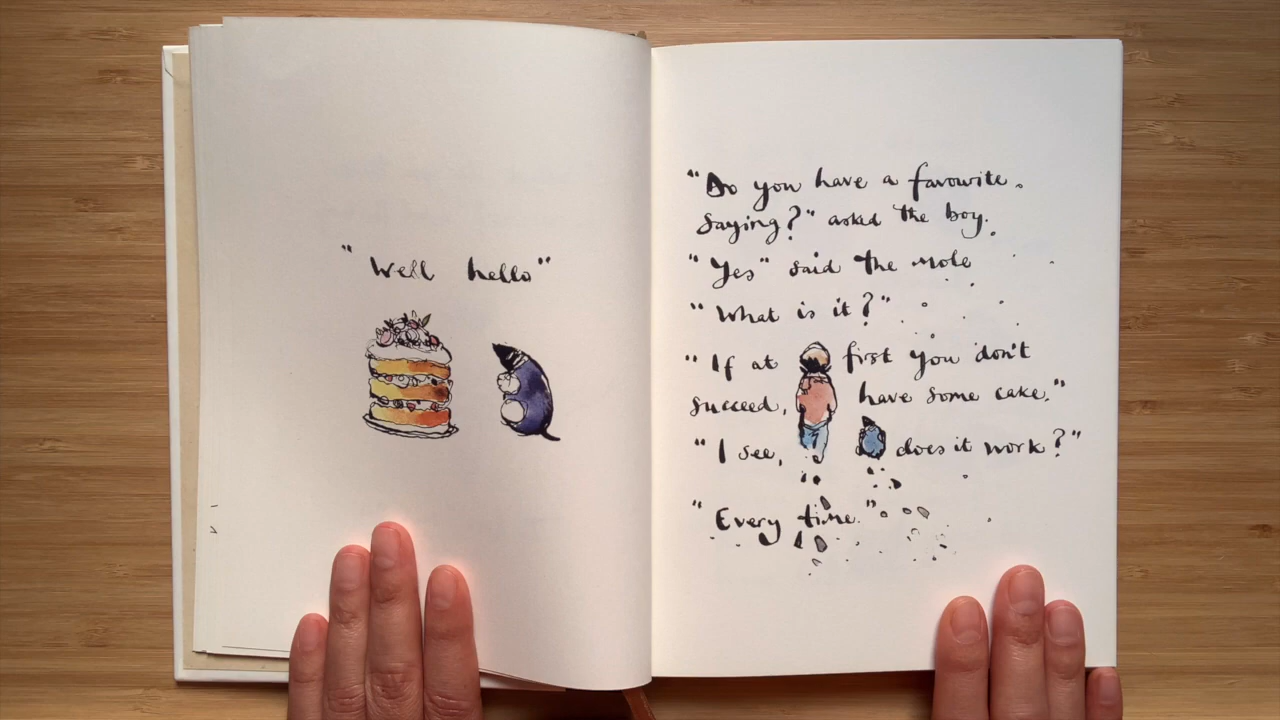 "Well hello"
"Do you have a favourite
saying?" asked the boy.
"Yes" said the mole
"What is it?"
"If at first you don't
succeed, have some cake."
"I see, does it work?"
"Every time."